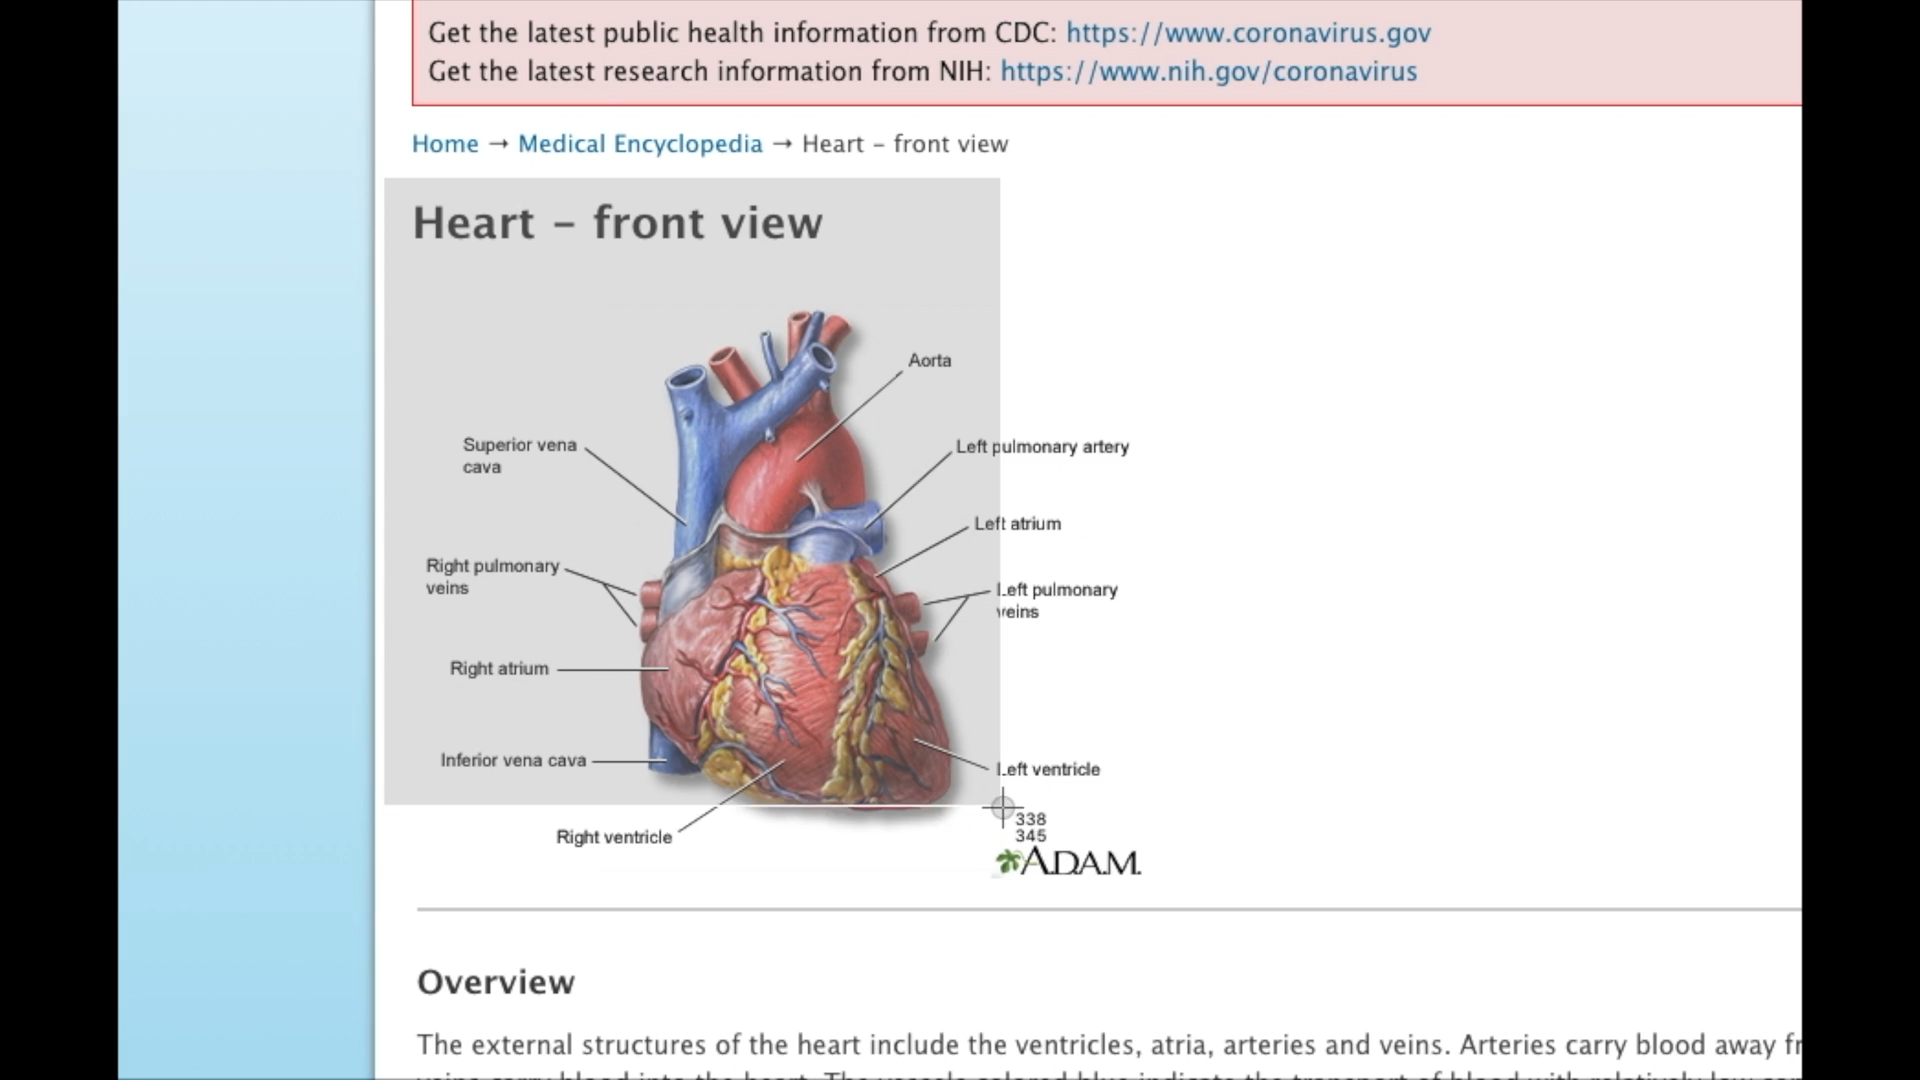 Get the latest public health information from CDC: https://www.coronavirus.gov
Get the latest research information from NIH: https://www.nih.gov/coronavirus
Home → Medical Encyclopedia → Heart – front view
Heart – front view
Aorta
Superior vena
cava
Left pulmonary artery
Left atrium
Right pulmonary
veins
Left pulmonary
veins
Right atrium
Inferior vena cava
Left ventricle
338
345
Right ventricle
A.D.A.M.
Overview
The external structures of the heart include the ventricles, atria, arteries and veins. Arteries carry blood away